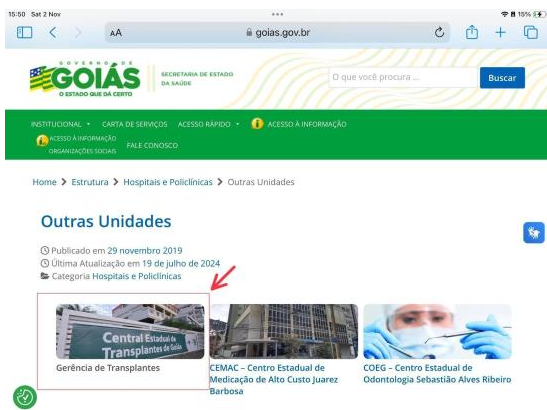 15:50 Sat 2 Nov
15%
AA
goias.gov.br
GOVERNO DE
GOIÁS
O ESTADO QUE DÁ CERTO
SECRETARIA DE ESTADO
DA SAÚDE
O que você procura ...
Buscar
INSTITUCIONAL
CARTA DE SERVIÇOS
ACESSO RÁPIDO
ACESSO À INFORMAÇÃO
ACESSO À INFORMAÇÃO
ORGANIZAÇÕES SOCIAIS
FALE CONOSCO
Home > Estrutura > Hospitais e Policlínicas > Outras Unidades
Outras Unidades
Publicado em 29 novembro 2019
Última Atualização em 19 de julho de 2024
Categoria Hospitais e Policlínicas
Central Estadual de
Transplantes de Goiás
Gerência de Transplantes
CEMAC – Centro Estadual de
Medicação de Alto Custo Juarez
Barbosa
COEG – Centro Estadual de
Odontologia Sebastião Alves Ribeiro